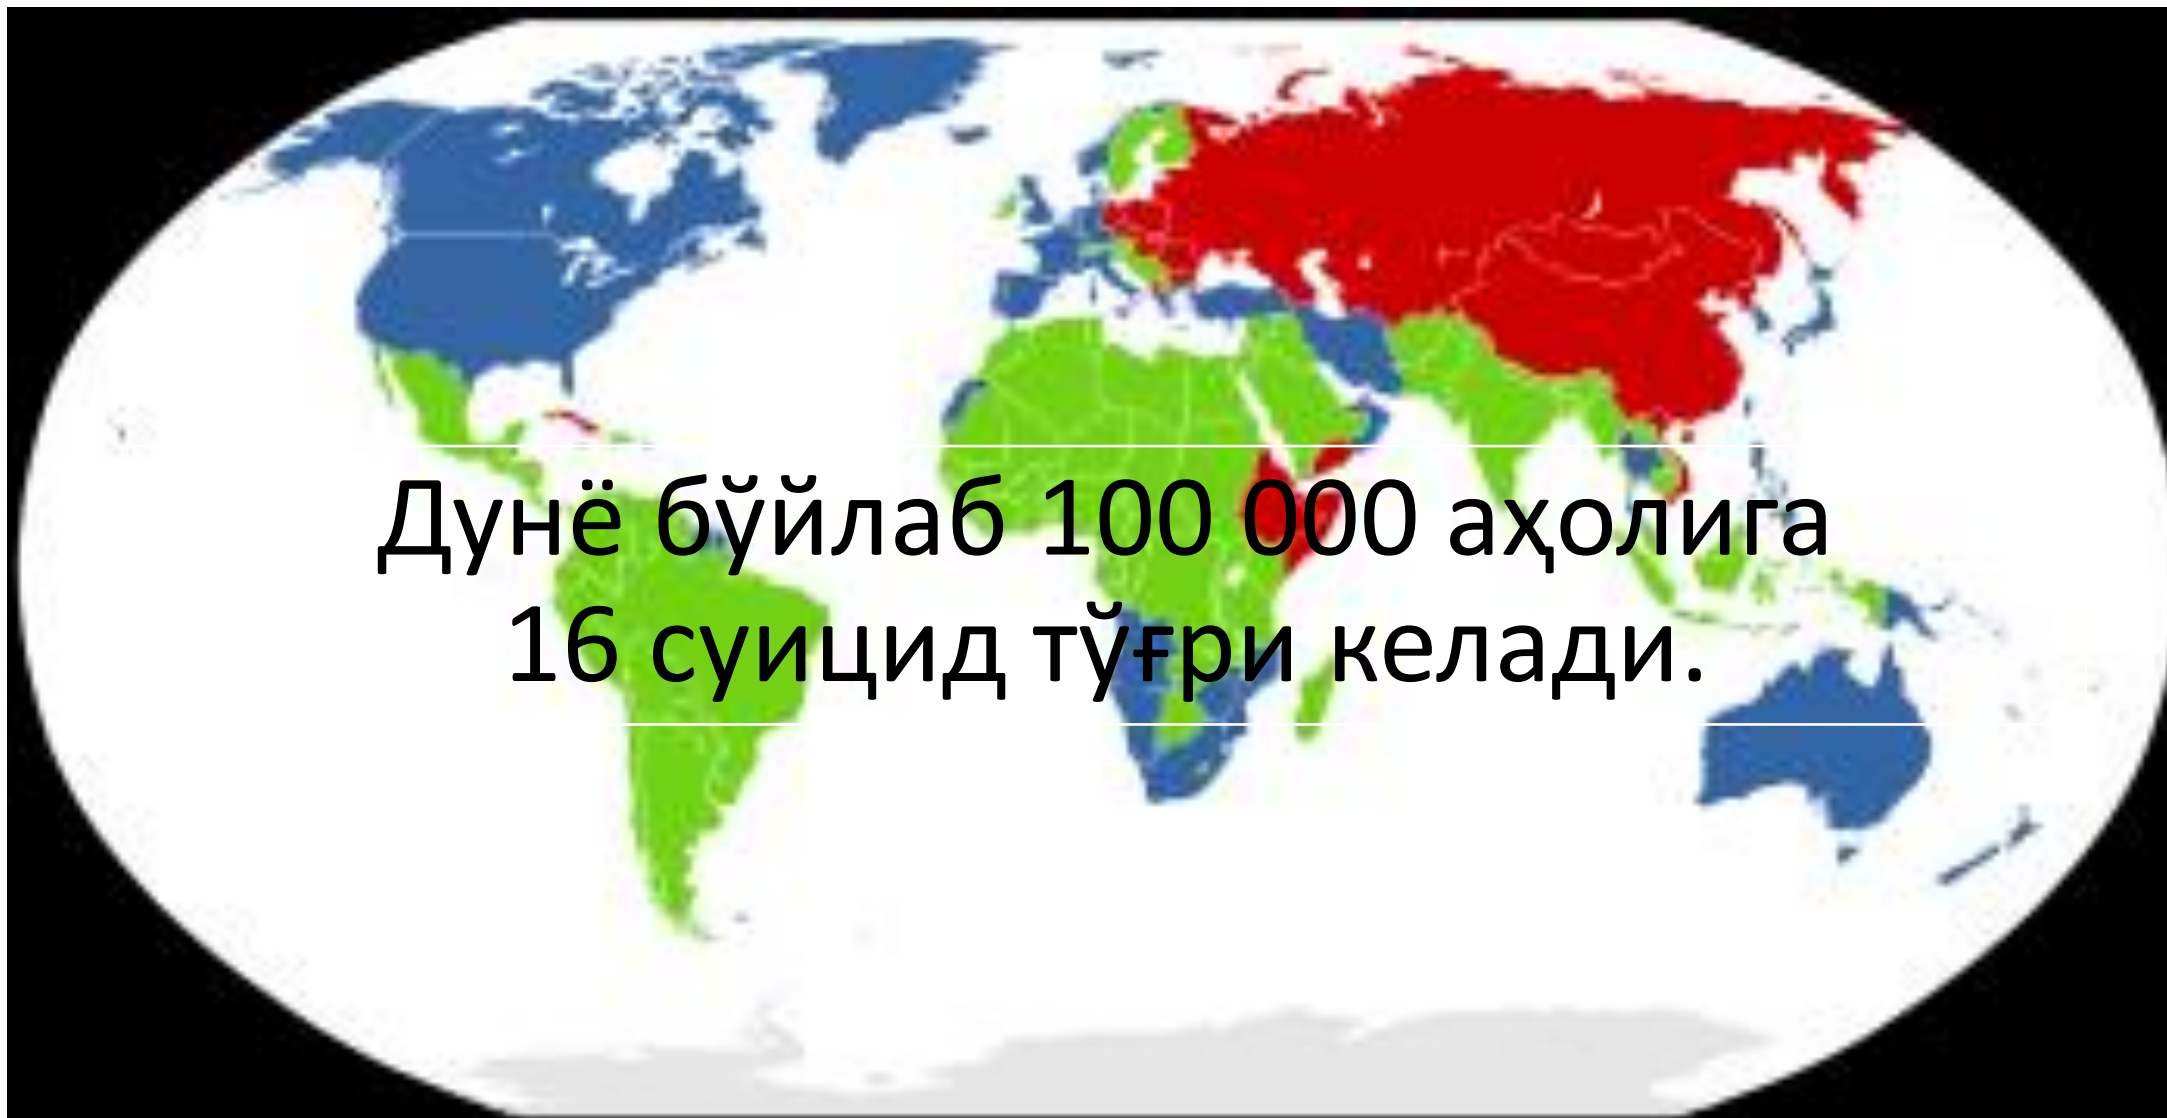 Дунё бўйлаб 100 000 аҳолига
16 суицид тўғри келади.